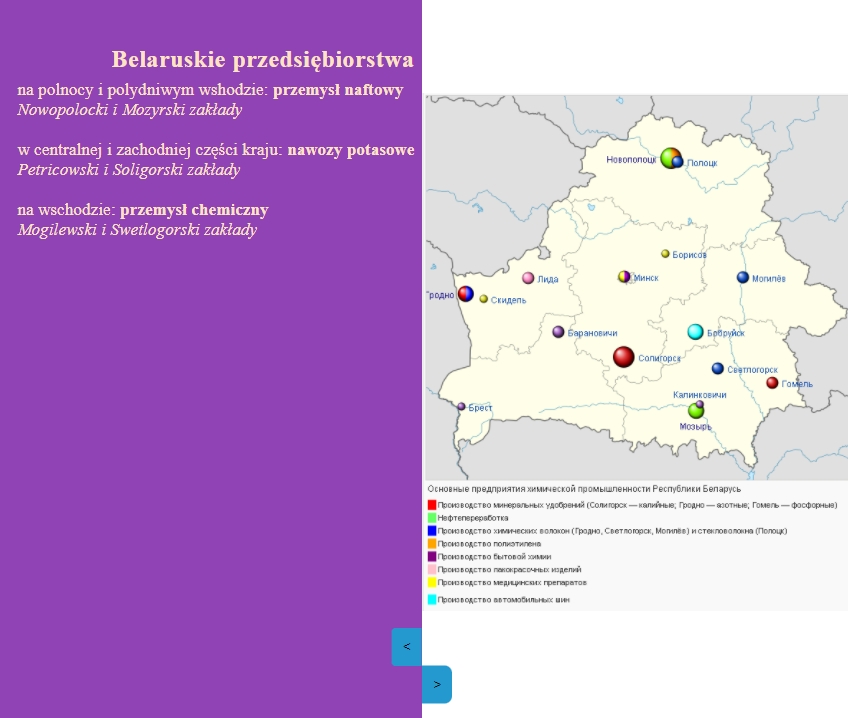 Belaruskie przedsiębiorstwa
na polnocy i polydniwym wshodzie: przemysł naftowy
Nowopolocki i Mozyrski zakłady
w centralnej i zachodniej części kraju: nawozy potasowe
Petricowski i Soligorski zakłady
na wschodzie: przemysł chemiczny
Mogilewski i Swetlogorski zakłady
<
>
Новополоцк
Полоцк
Борисов
Минск
Могилёв
Лида
Гродно
Скидель
Барановичи
Бобруйск
Солигорск
Светлогорск
Гомель
Калинковичи
Брест
Мозырь
Основные предприятия химической промышленности Республики Беларусь
Производство минеральных удобрений (Солигорск — калийные; Гродно — азотные; Гомель — фосфорные)
Нефтепереработка
Производство химических волокон (Гродно, Светлогорск, Могилёв) и стекловолокна (Полоцк)
Производство полиэтилена
Производство бытовой химии
Производство лакокрасочных изделий
Производство медицинских препаратов
Производство автомобильных шин